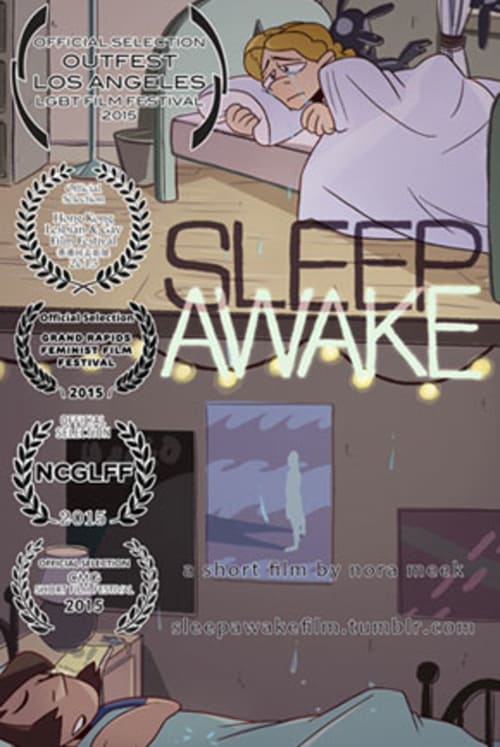 OFFICIAL SELECTION
OUTFEST
LOS ANGELES
LGBT FILM FESTIVAL
2015
Official
Selection
Hong Kong
Lesbian & Gay
Film Festival
2015
SLEEP
AWAKE
Official Selection
GRAND RAPIDS
FEMINIST FILM
FESTIVAL
2015
OFFICIAL
SELECTION
NCGLFF
2015
OFFICIAL SELECTION
CMG
SHORT FILM FESTIVAL
2015
a short film by nora meek
sleepawakefilm.tumblr.com